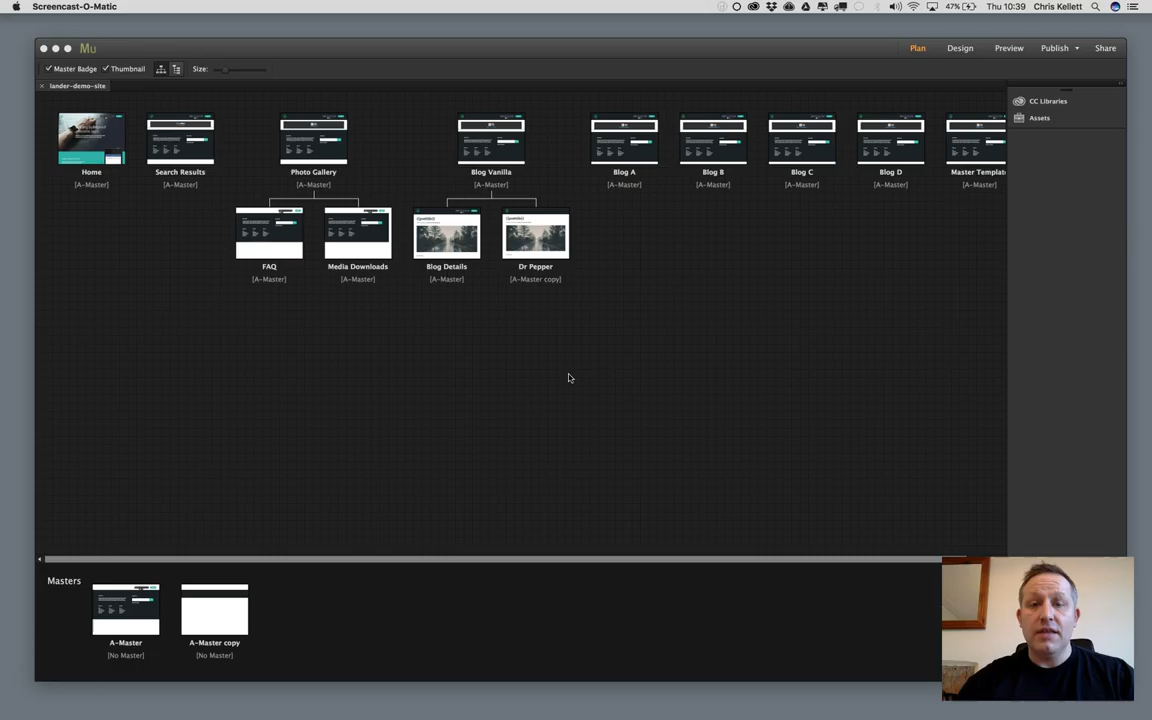 Screencast-O-Matic 47% Thu 10:39 Chris Kellett
Mu Plan Design Preview Publish Share
Master Badge Thumbnail Size:
lander-demo-site
CC Libraries
Assets
Home Search Results Photo Gallery Blog Vanilla Blog A Blog B Blog C Blog D Master Templat
[A-Master] [A-Master] [A-Master] [A-Master] [A-Master] [A-Master] [A-Master] [A-Master] [A-Master]
FAQ Media Downloads Blog Details Dr Pepper
[A-Master] [A-Master] [A-Master] [A-Master copy]
Masters
A-Master A-Master copy
[No Master] [No Master]